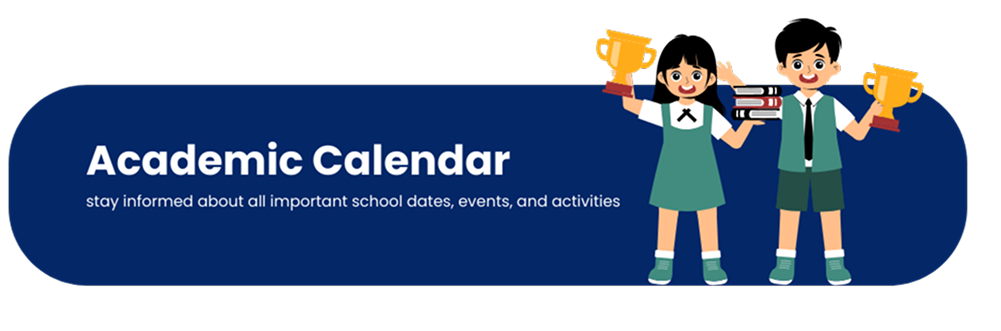 Academic Calendar
stay informed about all important school dates, events, and activities